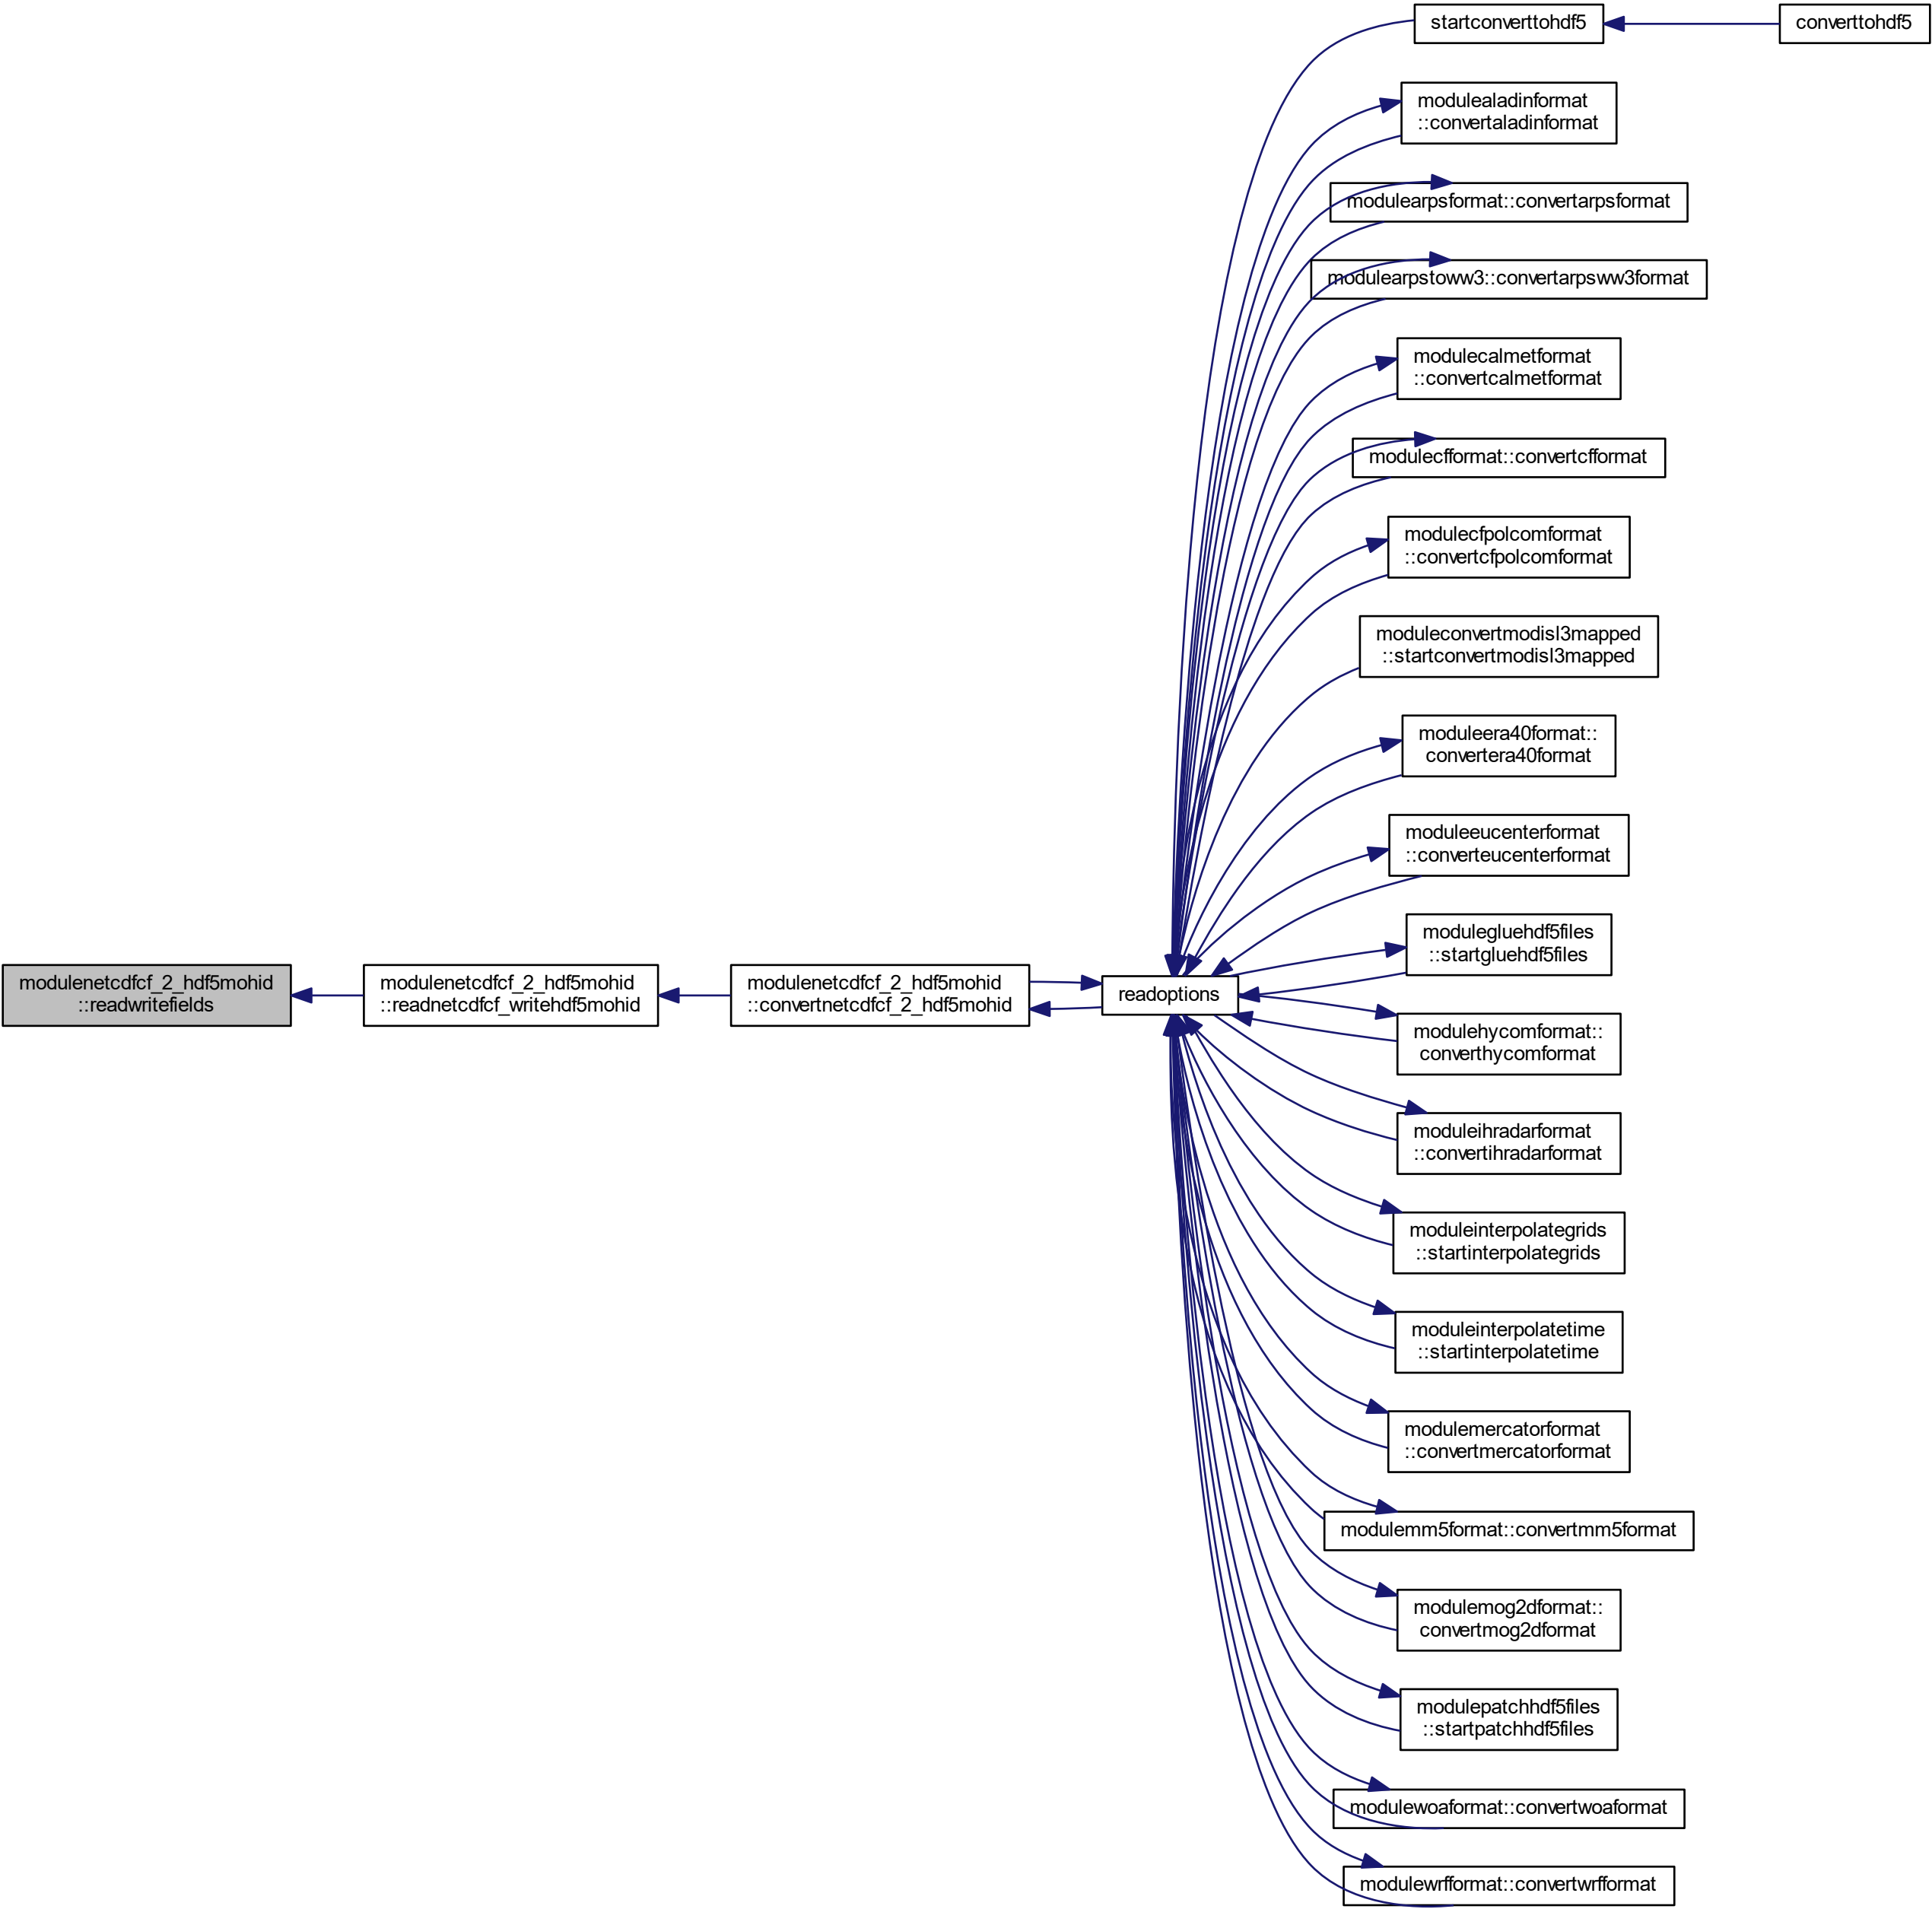 startconverttohdf5
converttohdf5
modulealadinformat
::convertaladinformat
modulearpsformat::convertarpsformat
modulearpstoww3::convertarpsww3format
modulecalmetformat
::convertcalmetformat
modulecfformat::convertcfformat
modulecfpolcomformat
::convertcfpolcomformat
moduleconvertmodisl3mapped
::startconvertmodisl3mapped
moduleera40format::
convertera40format
moduleeucenterformat
::converteucenterformat
modulegluehdf5files
::startgluehdf5files
modulenetcdfcf_2_hdf5mohid
::readwritefields
modulenetcdfcf_2_hdf5mohid
::readnetcdfcf_writehdf5mohid
modulenetcdfcf_2_hdf5mohid
::convertnetcdfcf_2_hdf5mohid
readoptions
modulehycomformat::
converthycomformat
moduleihradarformat
::convertihradarformat
moduleinterpolategrids
::startinterpolategrids
moduleinterpolatetime
::startinterpolatetime
modulemercatorformat
::convertmercatorformat
modulemm5format::convertmm5format
modulemog2dformat::
convertmog2dformat
modulepatchhdf5files
::startpatchhdf5files
modulewoaformat::convertwoaformat
modulewrfformat::convertwrfformat